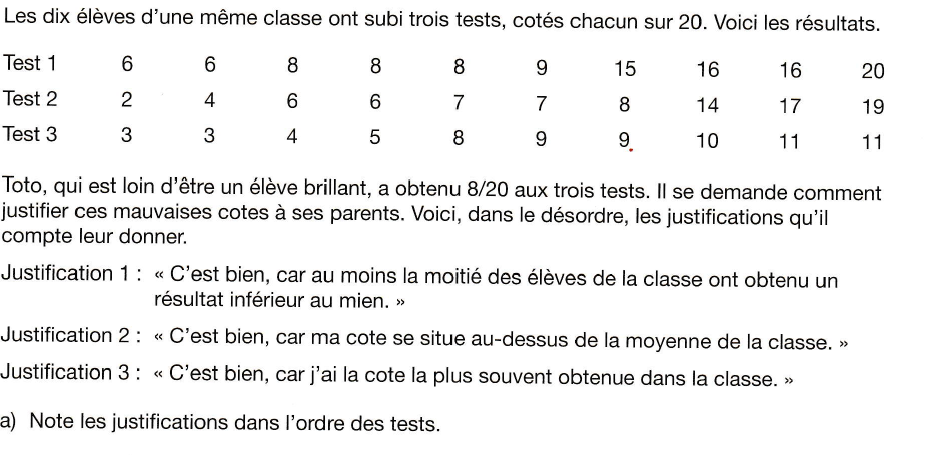 Les dix élèves d'une même classe ont subi trois tests, cotés chacun sur 20. Voici les résultats.
Test 1 6 6 8 8 8 9 15 16 16 20
Test 2 2 4 6 6 7 7 8 14 17 19
Test 3 3 3 4 5 8 9 9 10 11 11
Toto, qui est loin d'être un élève brillant, a obtenu 8/20 aux trois tests. Il se demande comment
justifier ces mauvaises cotes à ses parents. Voici, dans le désordre, les justifications qu'il
compte leur donner.
Justification 1 : « C'est bien, car au moins la moitié des élèves de la classe ont obtenu un
résultat inférieur au mien. »
Justification 2 : « C'est bien, car ma cote se situe au-dessus de la moyenne de la classe. »
Justification 3 : « C'est bien, car j'ai la cote la plus souvent obtenue dans la classe. »
a) Note les justifications dans l'ordre des tests.